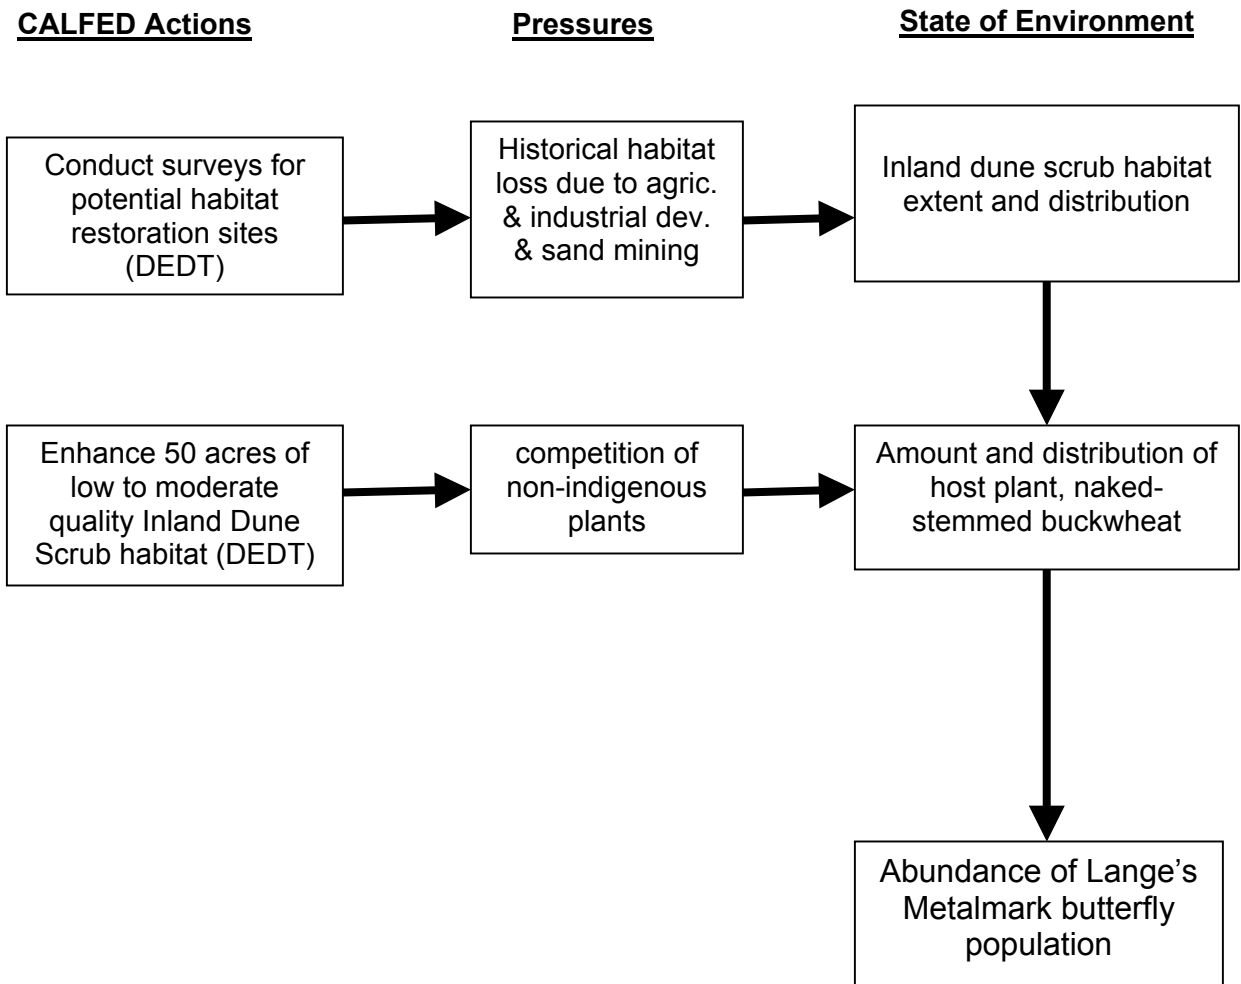 CALFED Actions
Pressures
State of Environment
Conduct surveys for
potential habitat
restoration sites
(DEDT)
Historical habitat
loss due to agric.
& industrial dev.
& sand mining
Inland dune scrub habitat
extent and distribution
Enhance 50 acres of
low to moderate
quality Inland Dune
Scrub habitat (DEDT)
competition of
non-indigenous
plants
Amount and distribution of
host plant, naked-
stemmed buckwheat
Abundance of Lange’s
Metalmark butterfly
population